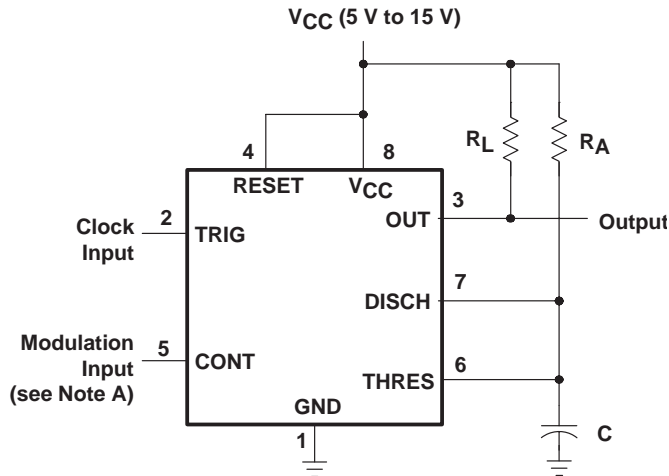 VCC (5 V to 15 V)
4
8
RL
RA
RESET
VCC
3
2
OUT
Output
Clock
Input
TRIG
7
DISCH
Modulation
Input
(see Note A)
5
CONT
6
THRES
GND
1
C